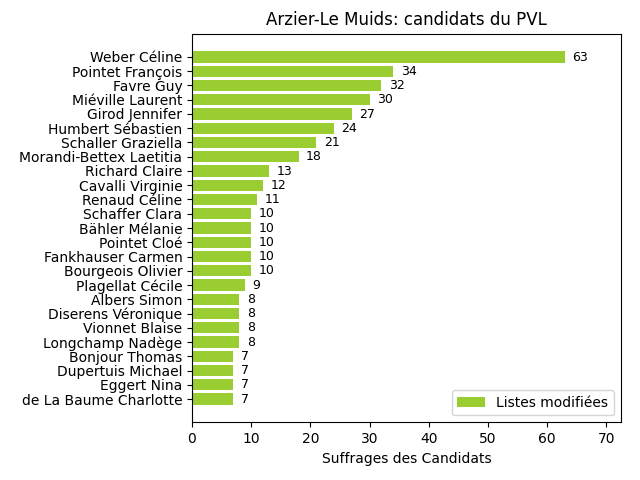 Arzier-Le Muids: candidats du PVL
Weber Céline 63
Pointet François 34
Favre Guy 32
Miéville Laurent 30
Girod Jennifer 27
Humbert Sébastien 24
Schaller Graziella 21
Morandi-Bettex Laetitia 18
Richard Claire 13
Cavalli Virginie 12
Renaud Céline 11
Schaffer Clara 10
Bähler Mélanie 10
Pointet Cloé 10
Fankhauser Carmen 10
Bourgeois Olivier 10
Plagellat Cécile 9
Albers Simon 8
Diserens Véronique 8
Vionnet Blaise 8
Longchamp Nadège 8
Bonjour Thomas 7
Dupertuis Michael 7
Eggert Nina 7
de La Baume Charlotte 7
Listes modifiées
0 10 20 30 40 50 60 70
Suffrages des Candidats